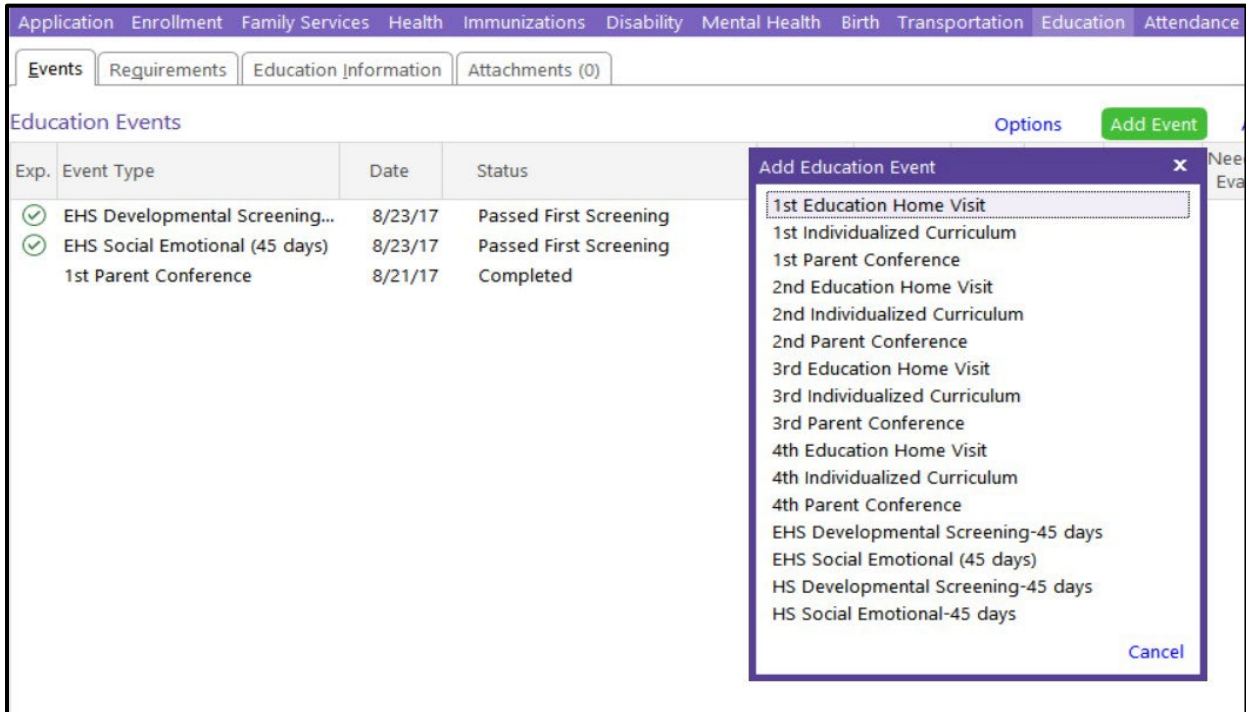 Application Enrollment Family Services Health Immunizations Disability Mental Health Birth Transportation Education Attendance
Events Requirements Education Information Attachments (0)
Education Events Options Add Event
Exp. Event Type Date Status
EHS Developmental Screening... 8/23/17 Passed First Screening
EHS Social Emotional (45 days) 8/23/17 Passed First Screening
1st Parent Conference 8/21/17 Completed
Add Education Event x
1st Education Home Visit
1st Individualized Curriculum
1st Parent Conference
2nd Education Home Visit
2nd Individualized Curriculum
2nd Parent Conference
3rd Education Home Visit
3rd Individualized Curriculum
3rd Parent Conference
4th Education Home Visit
4th Individualized Curriculum
4th Parent Conference
EHS Developmental Screening-45 days
EHS Social Emotional (45 days)
HS Developmental Screening-45 days
HS Social Emotional-45 days
Cancel